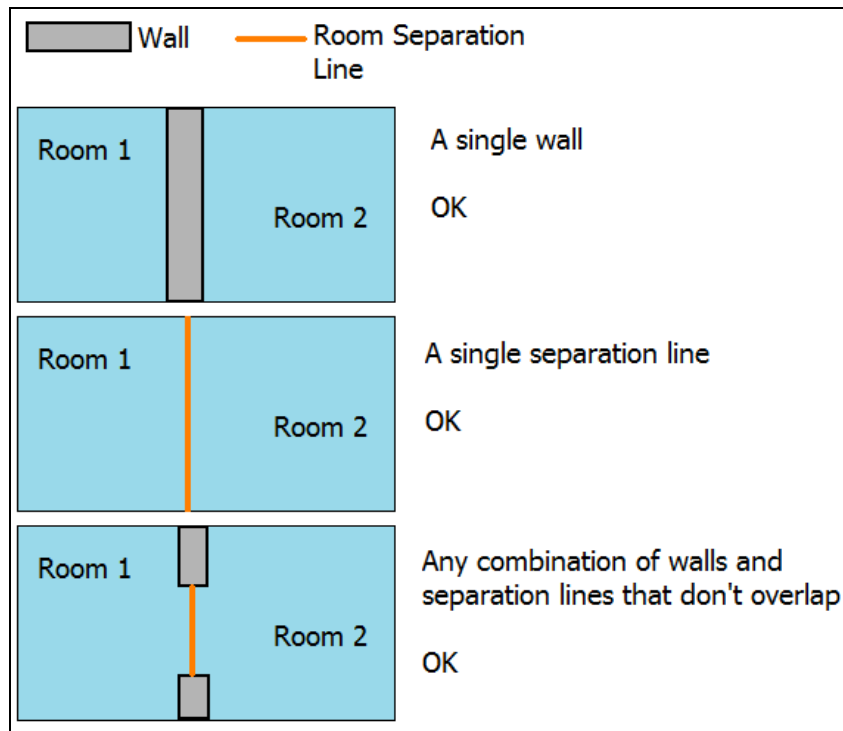 Wall
Room Separation
Line
Room 1
Room 2
A single wall
OK
Room 1
Room 2
A single separation line
OK
Room 1
Room 2
Any combination of walls and
separation lines that don't overlap
OK